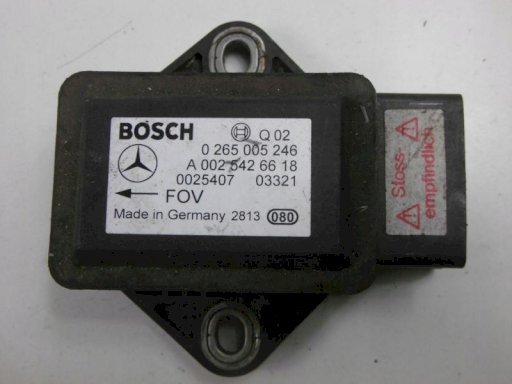 BOSCH Q 02
0 265 005 246
A 002 542 66 18
0025407 03321
FOV
Made in Germany 2813 080
Stoss-
empfindlich